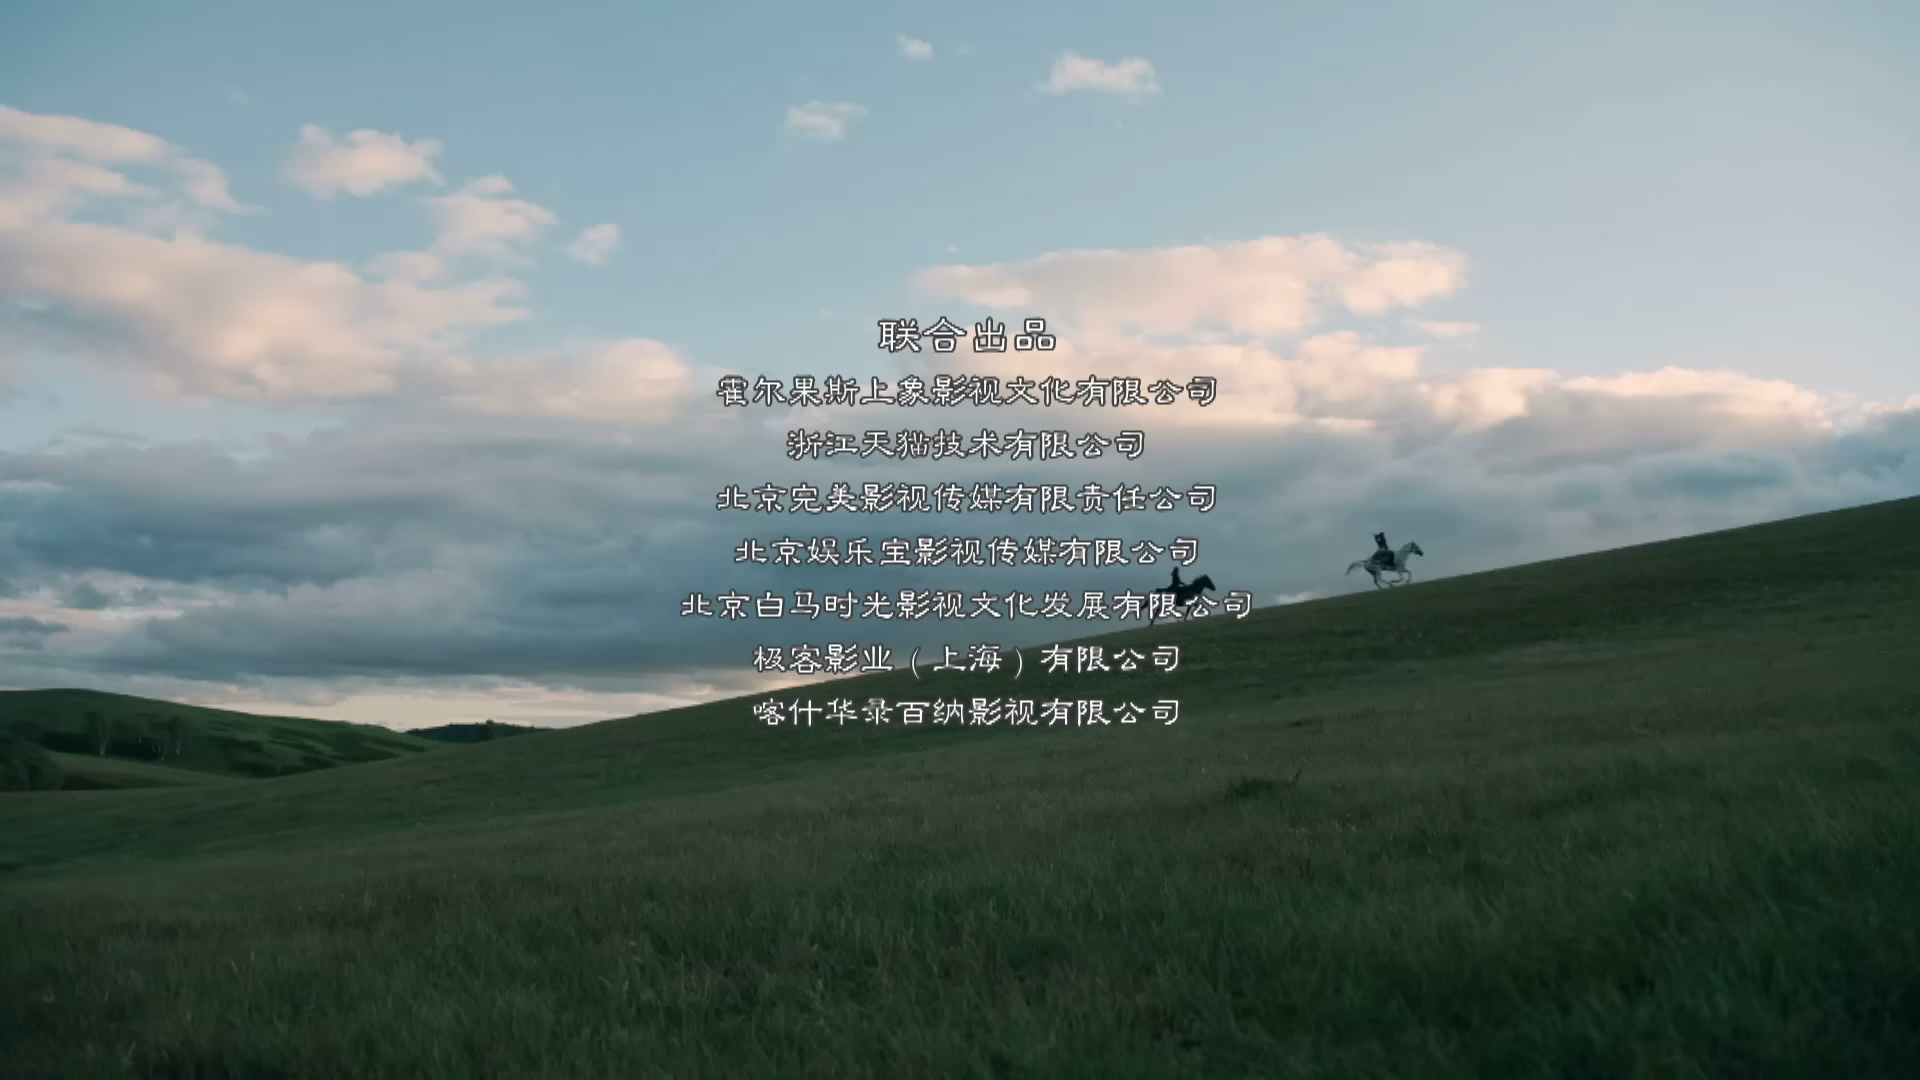 联合出品
霍尔果斯上象影视文化有限公司
浙江天猫技术有限公司
北京完美影视传媒有限责任公司
北京娱乐宝影视传媒有限公司
北京白马时光影视文化发展有限公司
极客影业（上海）有限公司
喀什华录百纳影视有限公司